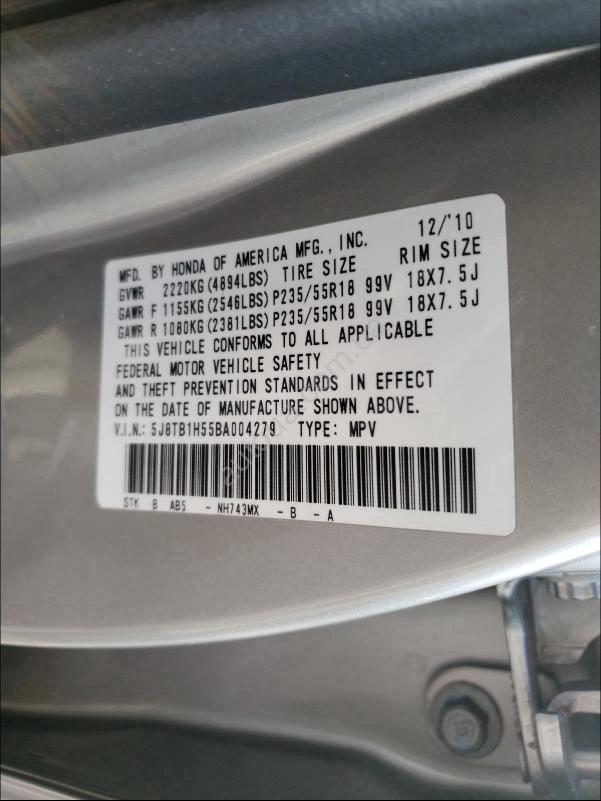 MFD. BY HONDA OF AMERICA MFG., INC. 12/'10
GVWR 2220KG(4894LBS) TIRE SIZE RIM SIZE
GAWR F 1155KG(2546LBS)P235/55R18 99V 18X7.5J
GAWR R 1080KG(2381LBS)P235/55R18 99V 18X7.5J
THIS VEHICLE CONFORMS TO ALL APPLICABLE
FEDERAL MOTOR VEHICLE SAFETY
AND THEFT PREVENTION STANDARDS IN EFFECT
ON THE DATE OF MANUFACTURE SHOWN ABOVE.
V.I.N.: 5J8TB1H55BA004279 TYPE: MPV
STK B AB5 - NH743MX - B - A